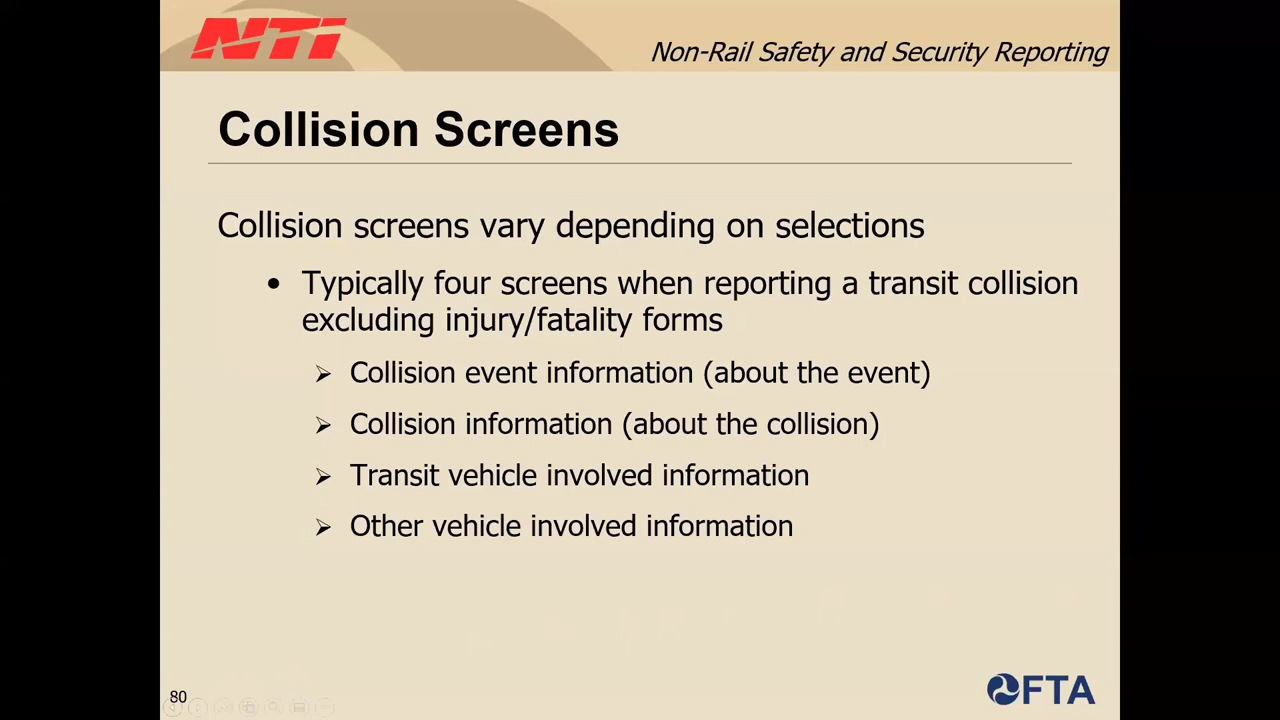 NTI
Non-Rail Safety and Security Reporting
Collision Screens
Collision screens vary depending on selections
• Typically four screens when reporting a transit collision
excluding injury/fatality forms
➢ Collision event information (about the event)
➢ Collision information (about the collision)
➢ Transit vehicle involved information
➢ Other vehicle involved information
80
FTA